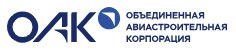 ОАК
ОБЪЕДИНЕННАЯ
АВИАСТРОИТЕЛЬНАЯ
КОРПОРАЦИЯ